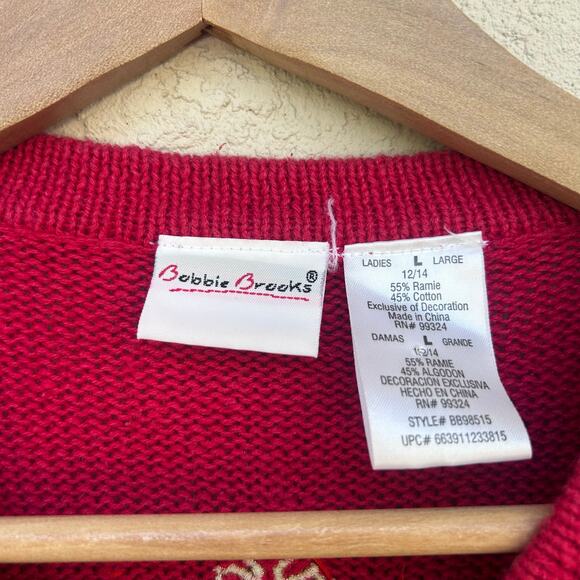 Bobbie Brooks®
LADIES L LARGE
12/14
55% Ramie
45% Cotton
Exclusive of Decoration
Made in China
RN# 99324
DAMAS L GRANDE
12/14
55% RAMIE
45% ALGODON
DECORACION EXCLUSIVA
HECHO EN CHINA
RN# 99324
STYLE# BB98515
UPC# 663911233815